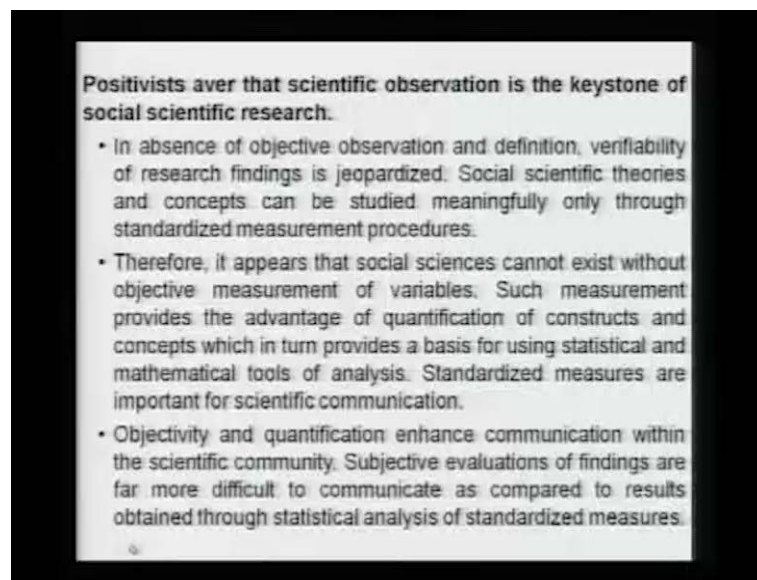 Positivists aver that scientific observation is the keystone of
social scientific research.
• In absence of objective observation and definition, verifiability
of research findings is jeopardized. Social scientific theories
and concepts can be studied meaningfully only through
standardized measurement procedures.
• Therefore, it appears that social sciences cannot exist without
objective measurement of variables. Such measurement
provides the advantage of quantification of constructs and
concepts which in turn provides a basis for using statistical and
mathematical tools of analysis. Standardized measures are
important for scientific communication.
• Objectivity and quantification enhance communication within
the scientific community. Subjective evaluations of findings are
far more difficult to communicate as compared to results
obtained through statistical analysis of standardized measures.